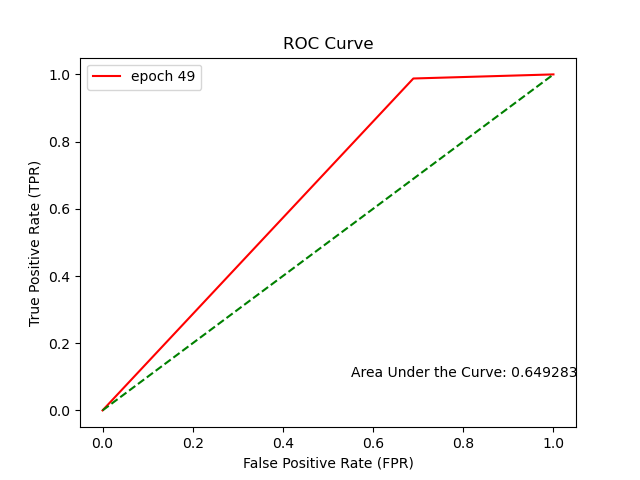 ROC Curve
epoch 49
1.0
0.8
0.6
0.4
0.2
0.0
True Positive Rate (TPR)
Area Under the Curve: 0.649283
0.0 0.2 0.4 0.6 0.8 1.0
False Positive Rate (FPR)